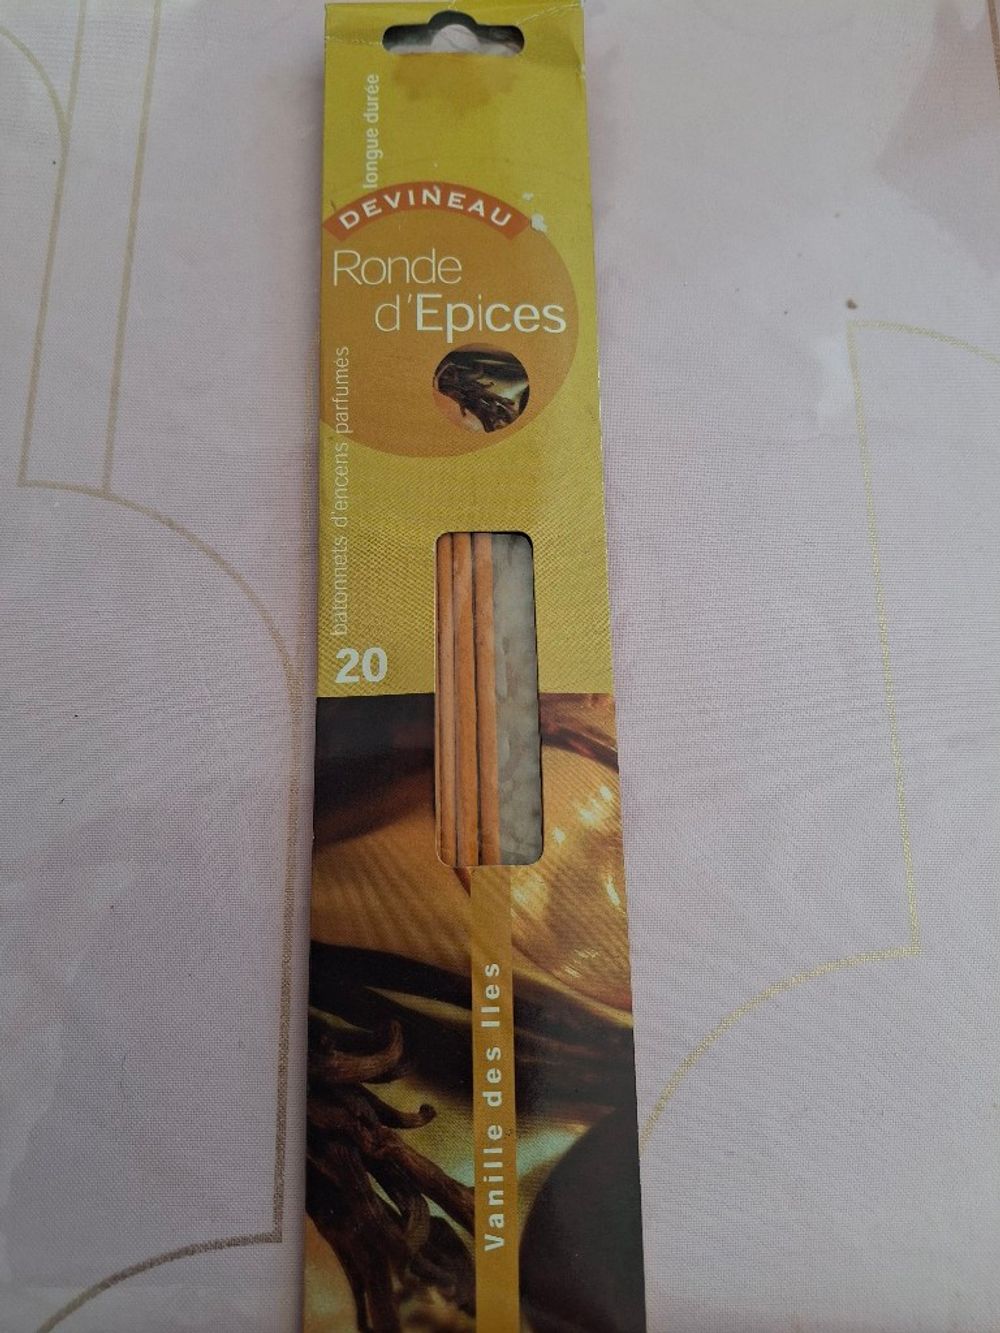 longue durée
DEVINEAU
Ronde
d'Epices
batonnets d'encens parfumés
20
Vanille des Iles